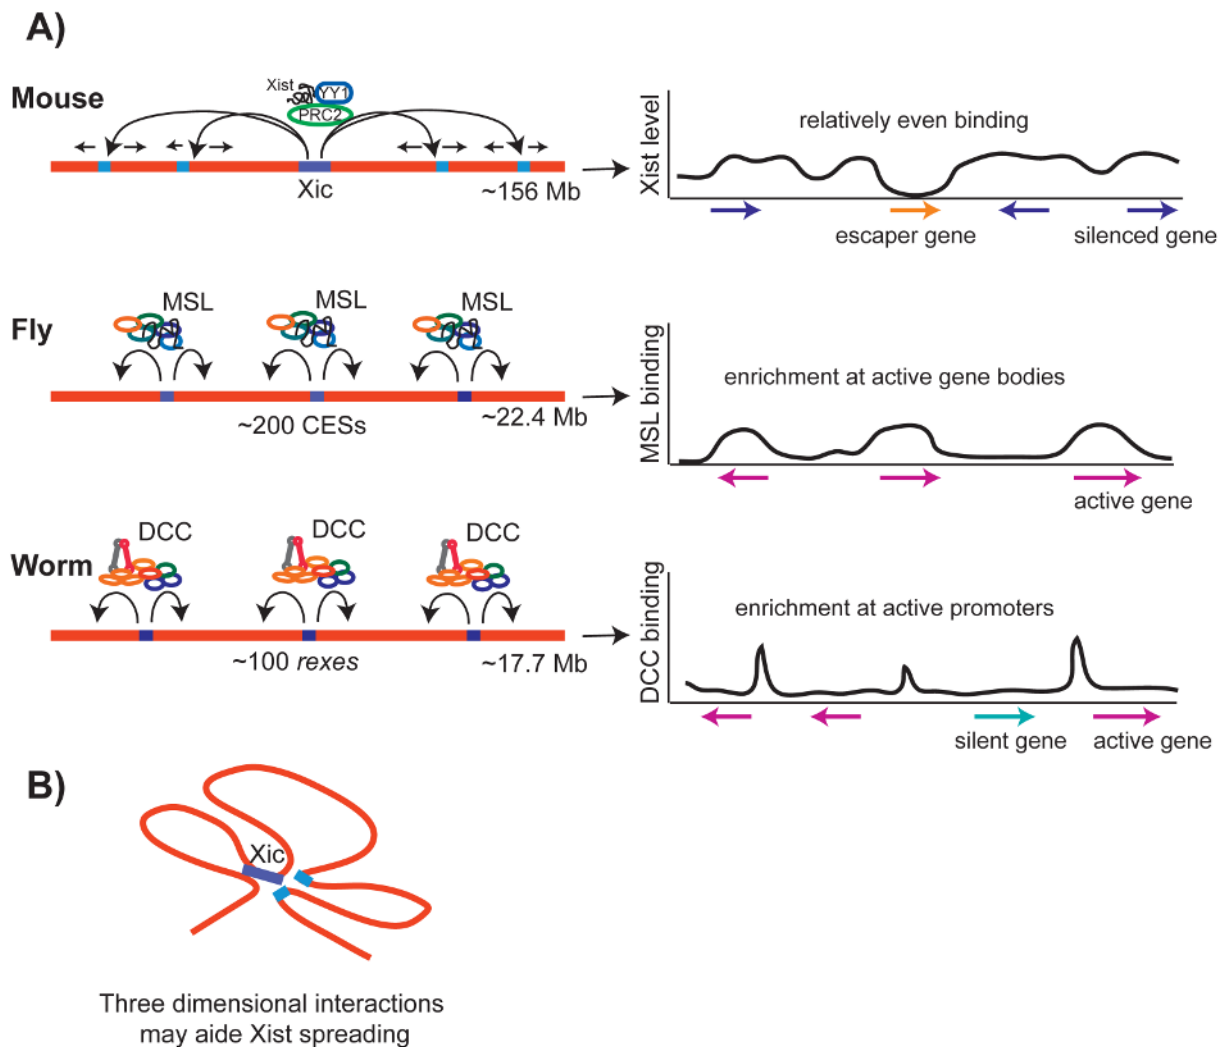 A)
Mouse
Xist
YY1
PRC2
Xic
~156 Mb
Xist level
relatively even binding
escaper gene
silenced gene
Fly
MSL
MSL
MSL
~200 CESs
~22.4 Mb
MSL binding
enrichment at active gene bodies
active gene
Worm
DCC
DCC
DCC
~100 rexes
~17.7 Mb
DCC binding
enrichment at active promoters
silent gene
active gene
B)
Xic
Three dimensional interactions
may aide Xist spreading